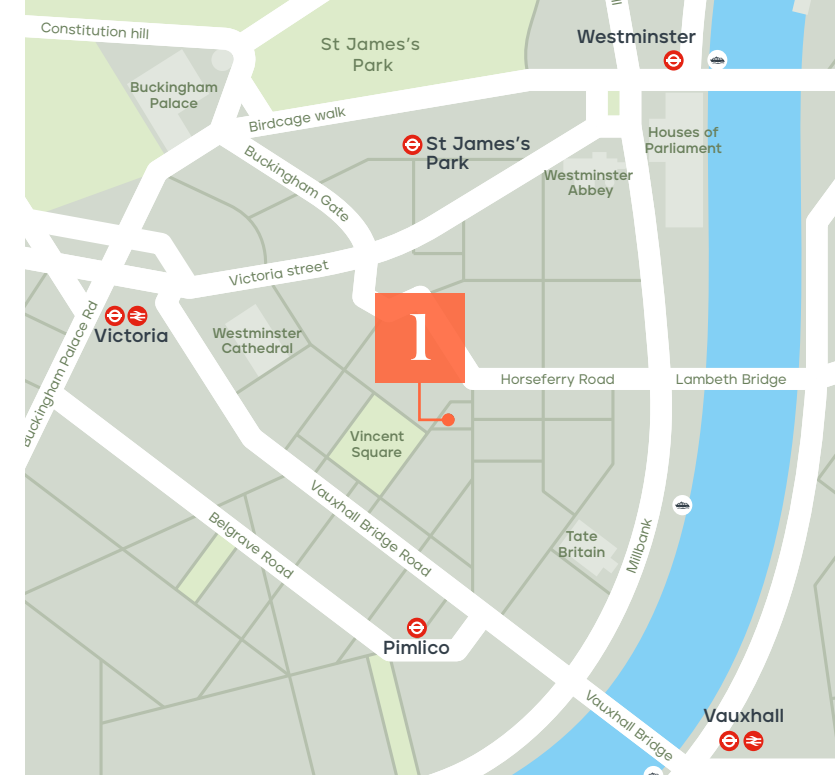 Constitution hill
St James's
Park
Westminster
Buckingham
Palace
Birdcage walk
St James's
Park
Houses of
Parliament
Buckingham Gate
Westminster
Abbey
Victoria street
Victoria
Westminster
Cathedral
1
Buckingham Palace Rd
Horseferry Road
Lambeth Bridge
Vincent
Square
Vauxhall Bridge Road
Belgrave Road
Tate
Britain
Millbank
Pimlico
Vauxhall Bridge
Vauxhall